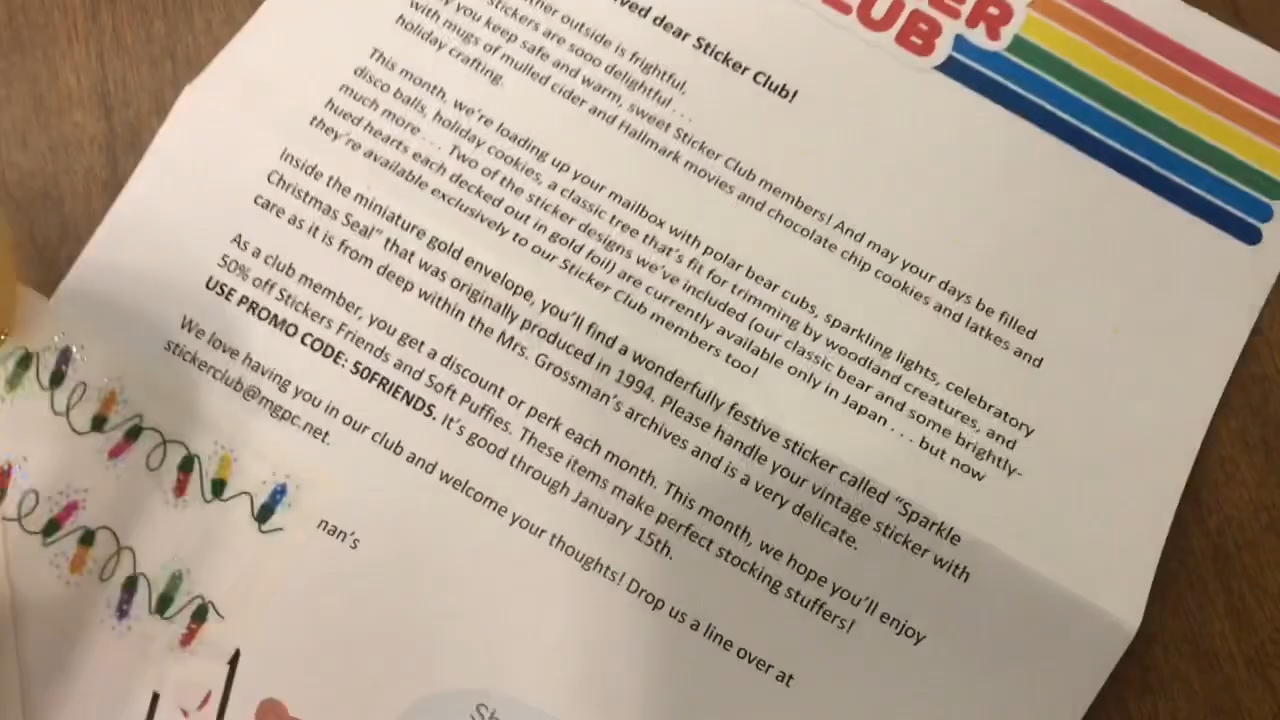 ER
LUB
ved dear Sticker Club!
her outside is frightful,
stickers are sooo delightful . . .
you keep safe and warm, sweet Sticker Club members! And may your days be filled
with mugs of mulled cider and Hallmark movies and chocolate chip cookies and latkes and
holiday crafting.
This month, we're loading up your mailbox with polar bear cubs, sparkling lights, celebratory
disco balls, holiday cookies, a classic tree that's fit for trimming by woodland creatures, and
much more . . . Two of the sticker designs we've included (our classic bear and some brightly-
hued hearts each decked out in gold foil) are currently available only in Japan . . . but now
they're available exclusively to our Sticker Club members too!
Inside the miniature gold envelope, you'll find a wonderfully festive sticker called "Sparkle
Christmas Seal" that was originally produced in 1994. Please handle your vintage sticker with
care as it is from deep within the Mrs. Grossman's archives and is a very delicate.
As a club member, you get a discount or perk each month. This month, we hope you'll enjoy
50% off Stickers Friends and Soft Puffies. These items make perfect stocking stuffers!
USE PROMO CODE: 50FRIENDS. It's good through January 15th.
We love having you in our club and welcome your thoughts! Drop us a line over at
stickerclub@mgpc.net.
nan's
Sh